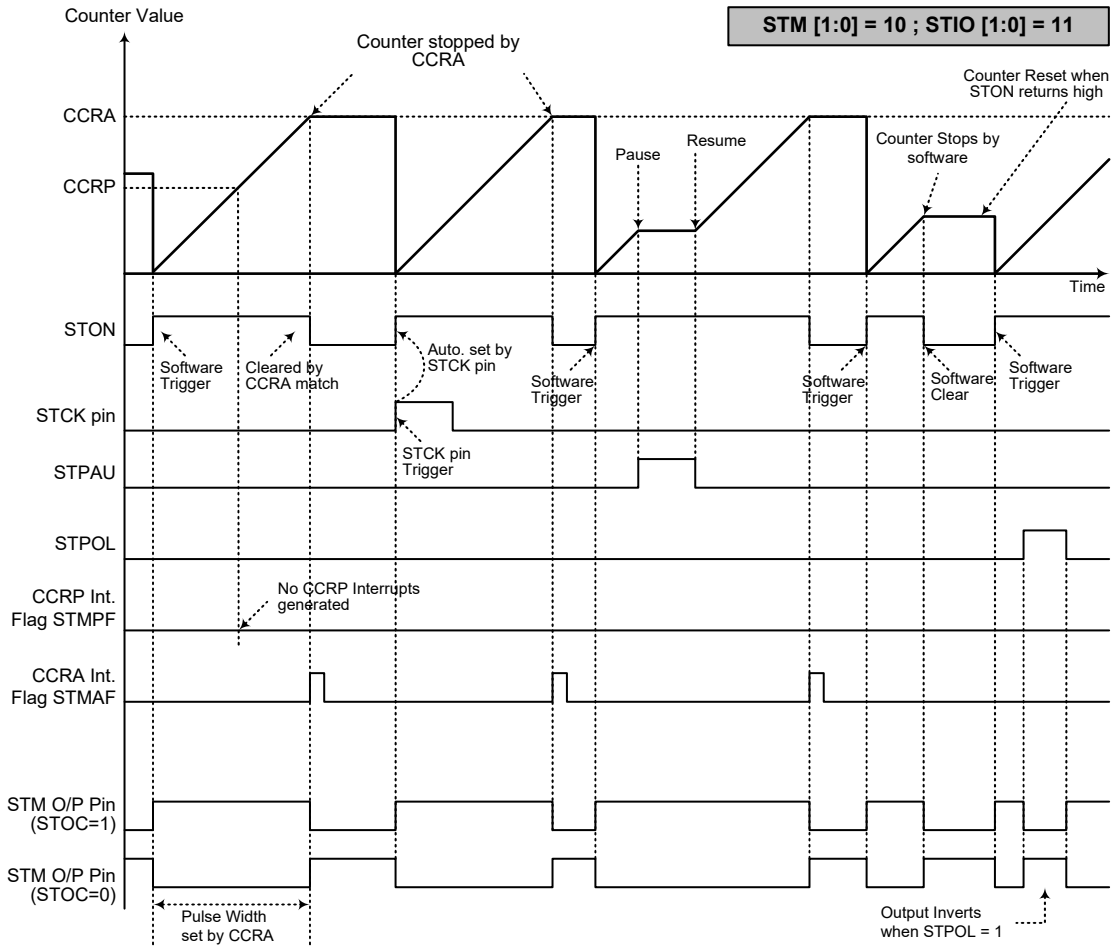 Counter Value
STM [1:0] = 10 ; STIO [1:0] = 11
Counter stopped by
CCRA
Counter Reset when
STON returns high
CCRA
Pause
Resume
Counter Stops by
software
CCRP
Time
STON
Software
Trigger
Cleared by
CCRA match
Auto. set by
STCK pin
Software
Trigger
Software
Trigger
Software
Clear
Software
Trigger
STCK pin
STCK pin
Trigger
STPAU
STPOL
CCRP Int.
Flag STMPF
No CCRP Interrupts
generated
CCRA Int.
Flag STMAF
STM O/P Pin
(STOC=1)
STM O/P Pin
(STOC=0)
Pulse Width
set by CCRA
Output Inverts
when STPOL = 1